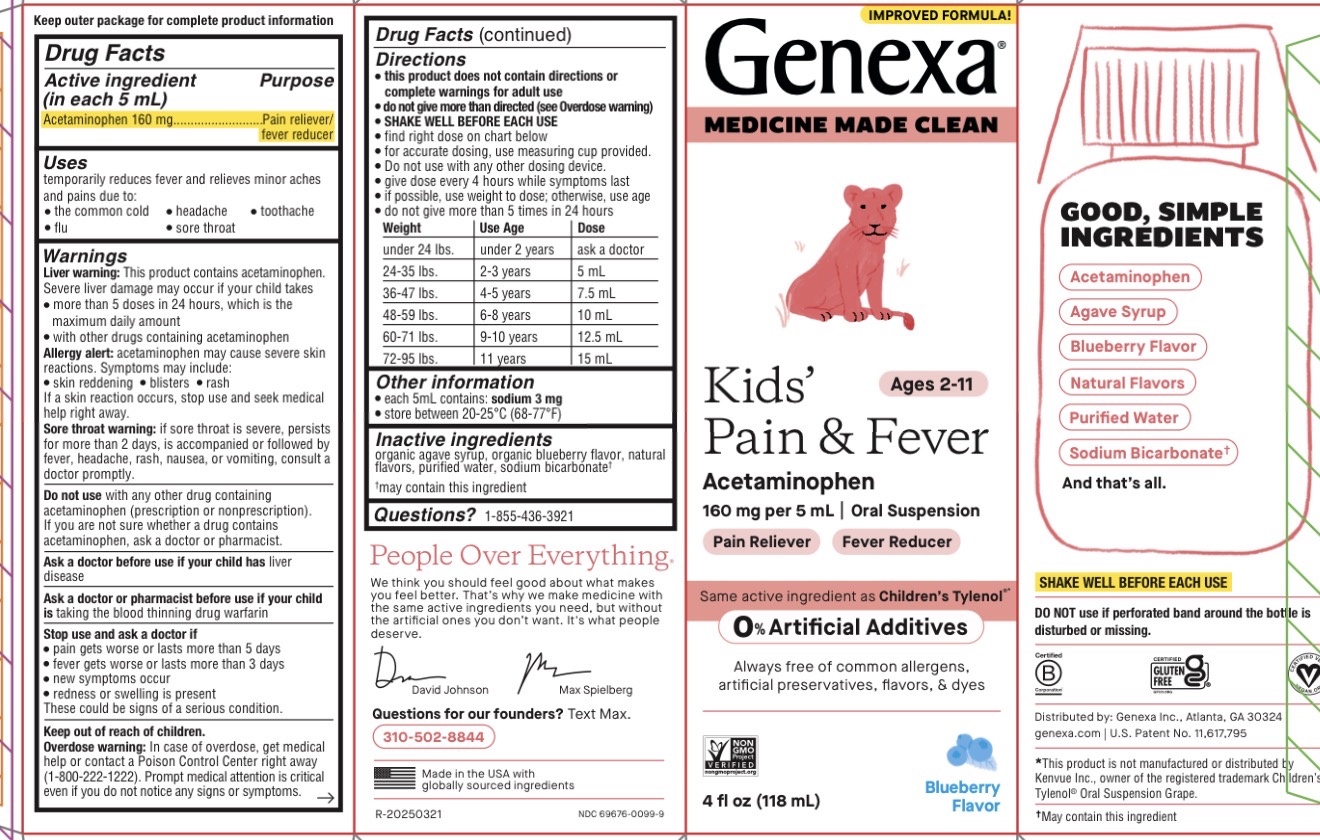 Keep outer package for complete product information
Drug Facts
Active ingredient Purpose
(in each 5 mL)
Acetaminophen 160 mg.........................Pain reliever/
fever reducer
Uses
temporarily reduces fever and relieves minor aches
and pains due to:
• the common cold • headache • toothache
• flu • sore throat
Warnings
Liver warning: This product contains acetaminophen.
Severe liver damage may occur if your child takes
• more than 5 doses in 24 hours, which is the
maximum daily amount
• with other drugs containing acetaminophen
Allergy alert: acetaminophen may cause severe skin
reactions. Symptoms may include:
• skin reddening • blisters • rash
If a skin reaction occurs, stop use and seek medical
help right away.
Sore throat warning: if sore throat is severe, persists
for more than 2 days, is accompanied or followed by
fever, headache, rash, nausea, or vomiting, consult a
doctor promptly.
Do not use with any other drug containing
acetaminophen (prescription or nonprescription).
If you are not sure whether a drug contains
acetaminophen, ask a doctor or pharmacist.
Ask a doctor before use if your child has liver
disease
Ask a doctor or pharmacist before use if your child
is taking the blood thinning drug warfarin
Stop use and ask a doctor if
• pain gets worse or lasts more than 5 days
• fever gets worse or lasts more than 3 days
• new symptoms occur
• redness or swelling is present
These could be signs of a serious condition.
Keep out of reach of children.
Overdose warning: In case of overdose, get medical
help or contact a Poison Control Center right away
(1-800-222-1222). Prompt medical attention is critical
even if you do not notice any signs or symptoms. →
Drug Facts (continued)
Directions
• this product does not contain directions or
complete warnings for adult use
• do not give more than directed (see Overdose warning)
• SHAKE WELL BEFORE EACH USE
• find right dose on chart below
• for accurate dosing, use measuring cup provided.
• Do not use with any other dosing device.
• give dose every 4 hours while symptoms last
• if possible, use weight to dose; otherwise, use age
• do not give more than 5 times in 24 hours
Weight Use Age Dose
under 24 lbs. under 2 years ask a doctor
24-35 lbs. 2-3 years 5 mL
36-47 lbs. 4-5 years 7.5 mL
48-59 lbs. 6-8 years 10 mL
60-71 lbs. 9-10 years 12.5 mL
72-95 lbs. 11 years 15 mL
Other information
• each 5mL contains: sodium 3 mg
• store between 20-25°C (68-77°F)
Inactive ingredients
organic agave syrup, organic blueberry flavor, natural
flavors, purified water, sodium bicarbonate†
†may contain this ingredient
Questions? 1-855-436-3921
People Over Everything®
We think you should feel good about what makes
you feel better. That's why we make medicine with
the same active ingredients you need, but without
the artificial ones you don't want. It's what people
deserve.
David Johnson Max Spielberg
Questions for our founders? Text Max.
310-502-8844
Made in the USA with
globally sourced ingredients
R-20250321 NDC 69676-0099-9
IMPROVED FORMULA!
Genexa®
MEDICINE MADE CLEAN
Kids' Ages 2-11
Pain & Fever
Acetaminophen
160 mg per 5 mL | Oral Suspension
Pain Reliever Fever Reducer
Same active ingredient as Children's Tylenol®*
0% Artificial Additives
Always free of common allergens,
artificial preservatives, flavors, & dyes
NON
GMO
Project
VERIFIED
nongmoproject.org
4 fl oz (118 mL)
Blueberry
Flavor
GOOD, SIMPLE
INGREDIENTS
Acetaminophen
Agave Syrup
Blueberry Flavor
Natural Flavors
Purified Water
Sodium Bicarbonate†
And that's all.
SHAKE WELL BEFORE EACH USE
DO NOT use if perforated band around the bottle is
disturbed or missing.
Certified
B
Corporation
CERTIFIED
GLUTEN
FREE
Distributed by: Genexa Inc., Atlanta, GA 30324
genexa.com | U.S. Patent No. 11,617,795
*This product is not manufactured or distributed by
Kenvue Inc., owner of the registered trademark Children's
Tylenol® Oral Suspension Grape.
†May contain this ingredient